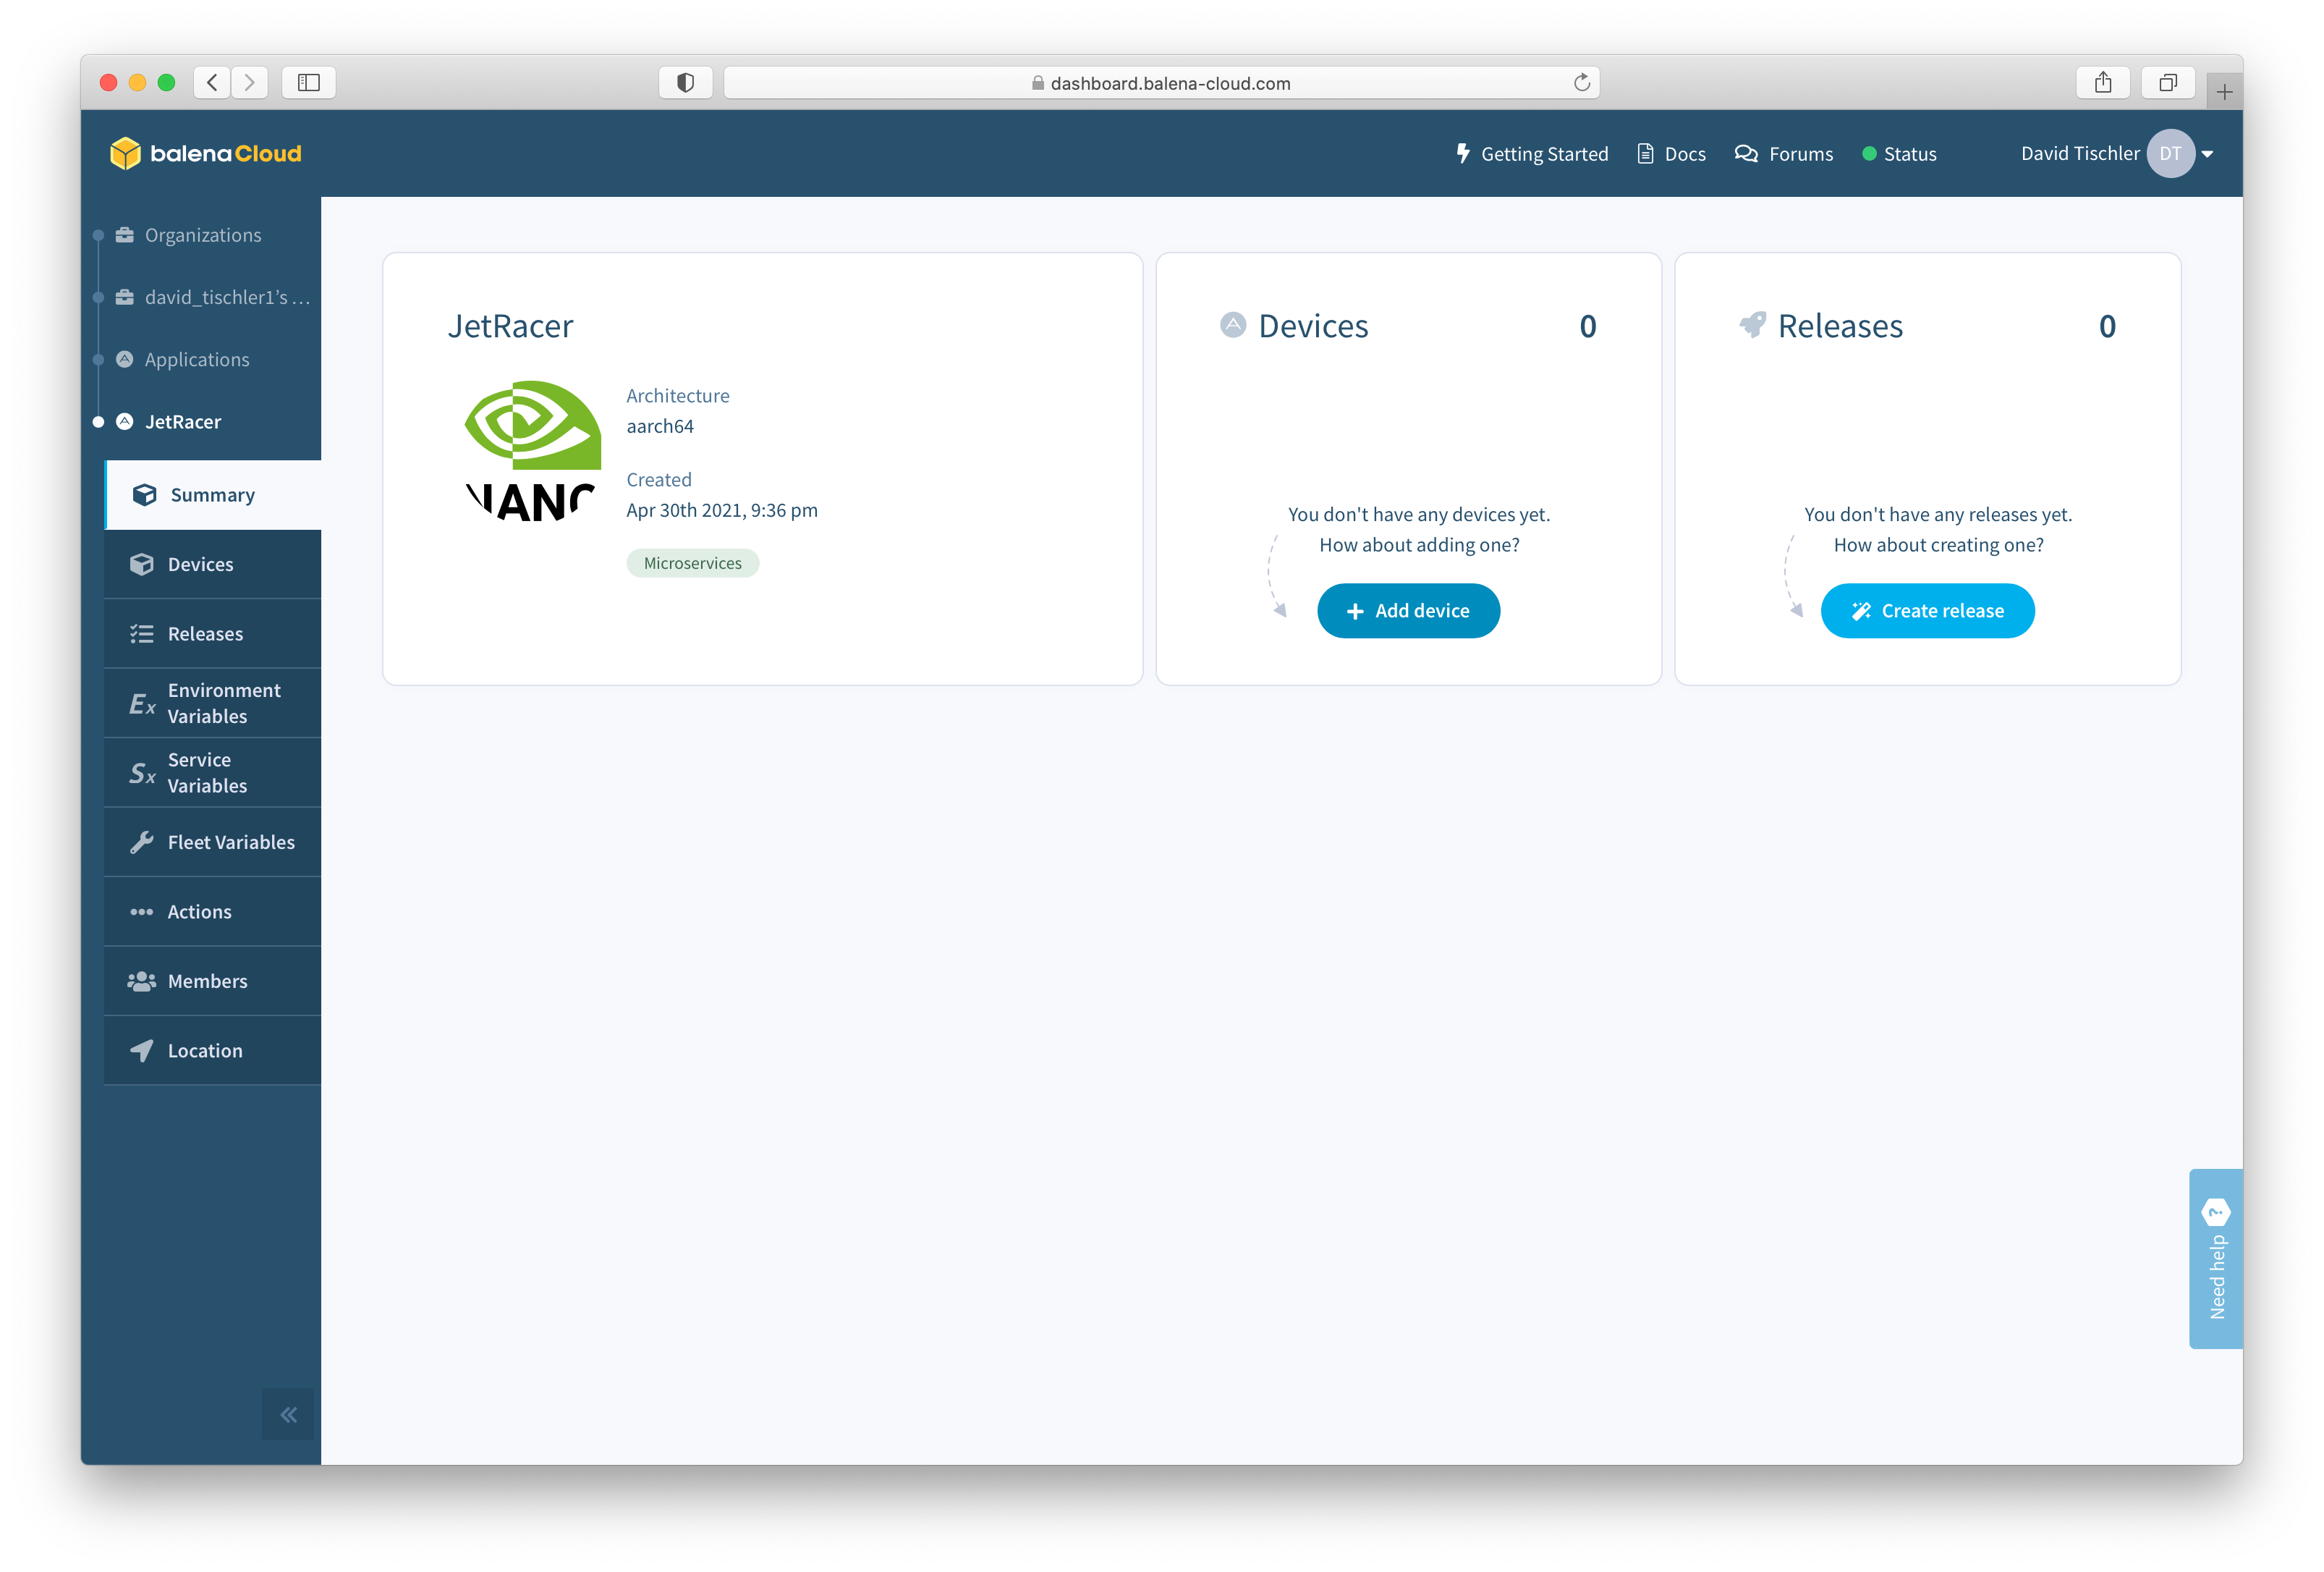 dashboard.balena-cloud.com
balenaCloud
Getting Started
Docs
Forums
Status
David Tischler
DT
Organizations
david_tischler1's ...
Applications
JetRacer
Summary
Devices
Releases
Ex
Environment
Variables
Sx
Service
Variables
Fleet Variables
Actions
Members
Location
JetRacer
NANO
Architecture
aarch64
Created
Apr 30th 2021, 9:36 pm
Microservices
Devices
0
You don't have any devices yet.
How about adding one?
Add device
Releases
0
You don't have any releases yet.
How about creating one?
Create release
Need help
?